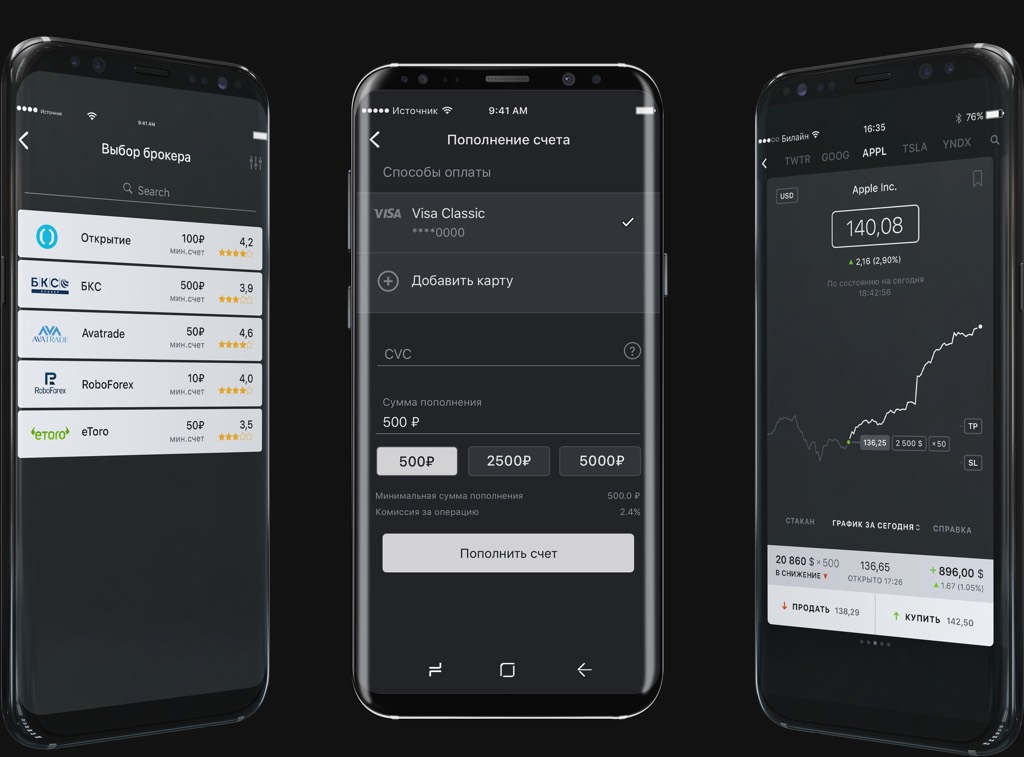 Источник
9:41 AM
Выбор брокера
Search
Открытие
100₽
мин.счет
4,2
БКС
БКС
500₽
мин.счет
3,9
AVA
AVATRADE
Avatrade
50₽
мин.счет
4,6
RoboForex
RoboForex
10₽
мин.счет
4,0
eToro
eToro
50₽
мин.счет
3,5
Источник
9:41 AM
Пополнение счета
Способы оплаты
VISA Visa Classic
****0000
Добавить карту
CVC ?
Сумма пополнения
500 ₽
500₽ 2500₽ 5000₽
Минимальная сумма пополнения 500.0 ₽
Комиссия за операцию 2.4%
Пополнить счет
Билайн 16:35 76%
TWTR GOOG APPL TSLA YNDX
USD Apple Inc.
140,08
2,16 (2,90%)
По состоянию на сегодня
18:42:56
136,25 2 500 $ ×50
TP
SL
СТАКАН ГРАФИК ЗА СЕГОДНЯ СПРАВКА
20 860 $ ×500 136,65 + 896,00 $
В СНИЖЕНИЕ ОТКРЫТО 17:26 1.67 (1.05%)
ПРОДАТЬ 138,29 КУПИТЬ 142,50